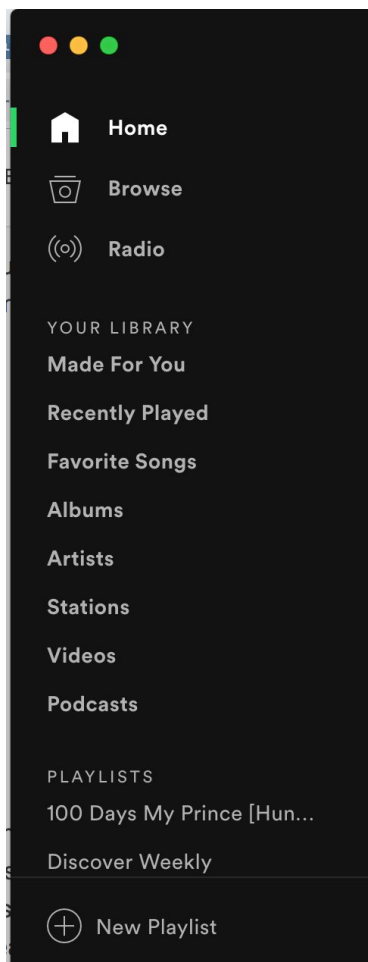 Home
Browse
Radio
YOUR LIBRARY
Made For You
Recently Played
Favorite Songs
Albums
Artists
Stations
Videos
Podcasts
PLAYLISTS
100 Days My Prince [Hun...
Discover Weekly
New Playlist